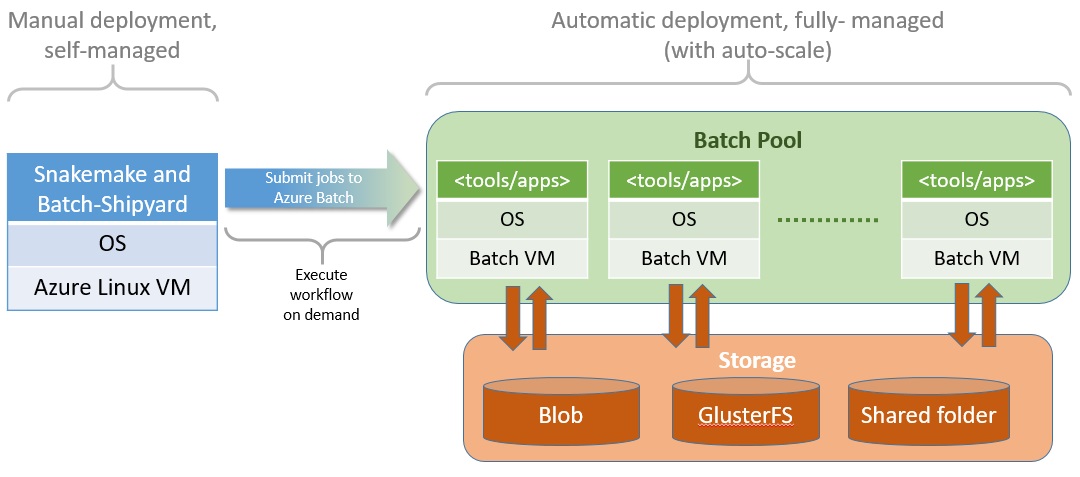 Manual deployment,
self-managed
Automatic deployment, fully- managed
(with auto-scale)
Snakemake and
Batch-Shipyard
OS
Azure Linux VM
Submit jobs to
Azure Batch
Execute
workflow
on demand
Batch Pool
<tools/apps>
OS
Batch VM
<tools/apps>
OS
Batch VM
<tools/apps>
OS
Batch VM
Storage
Blob
GlusterFS
Shared folder